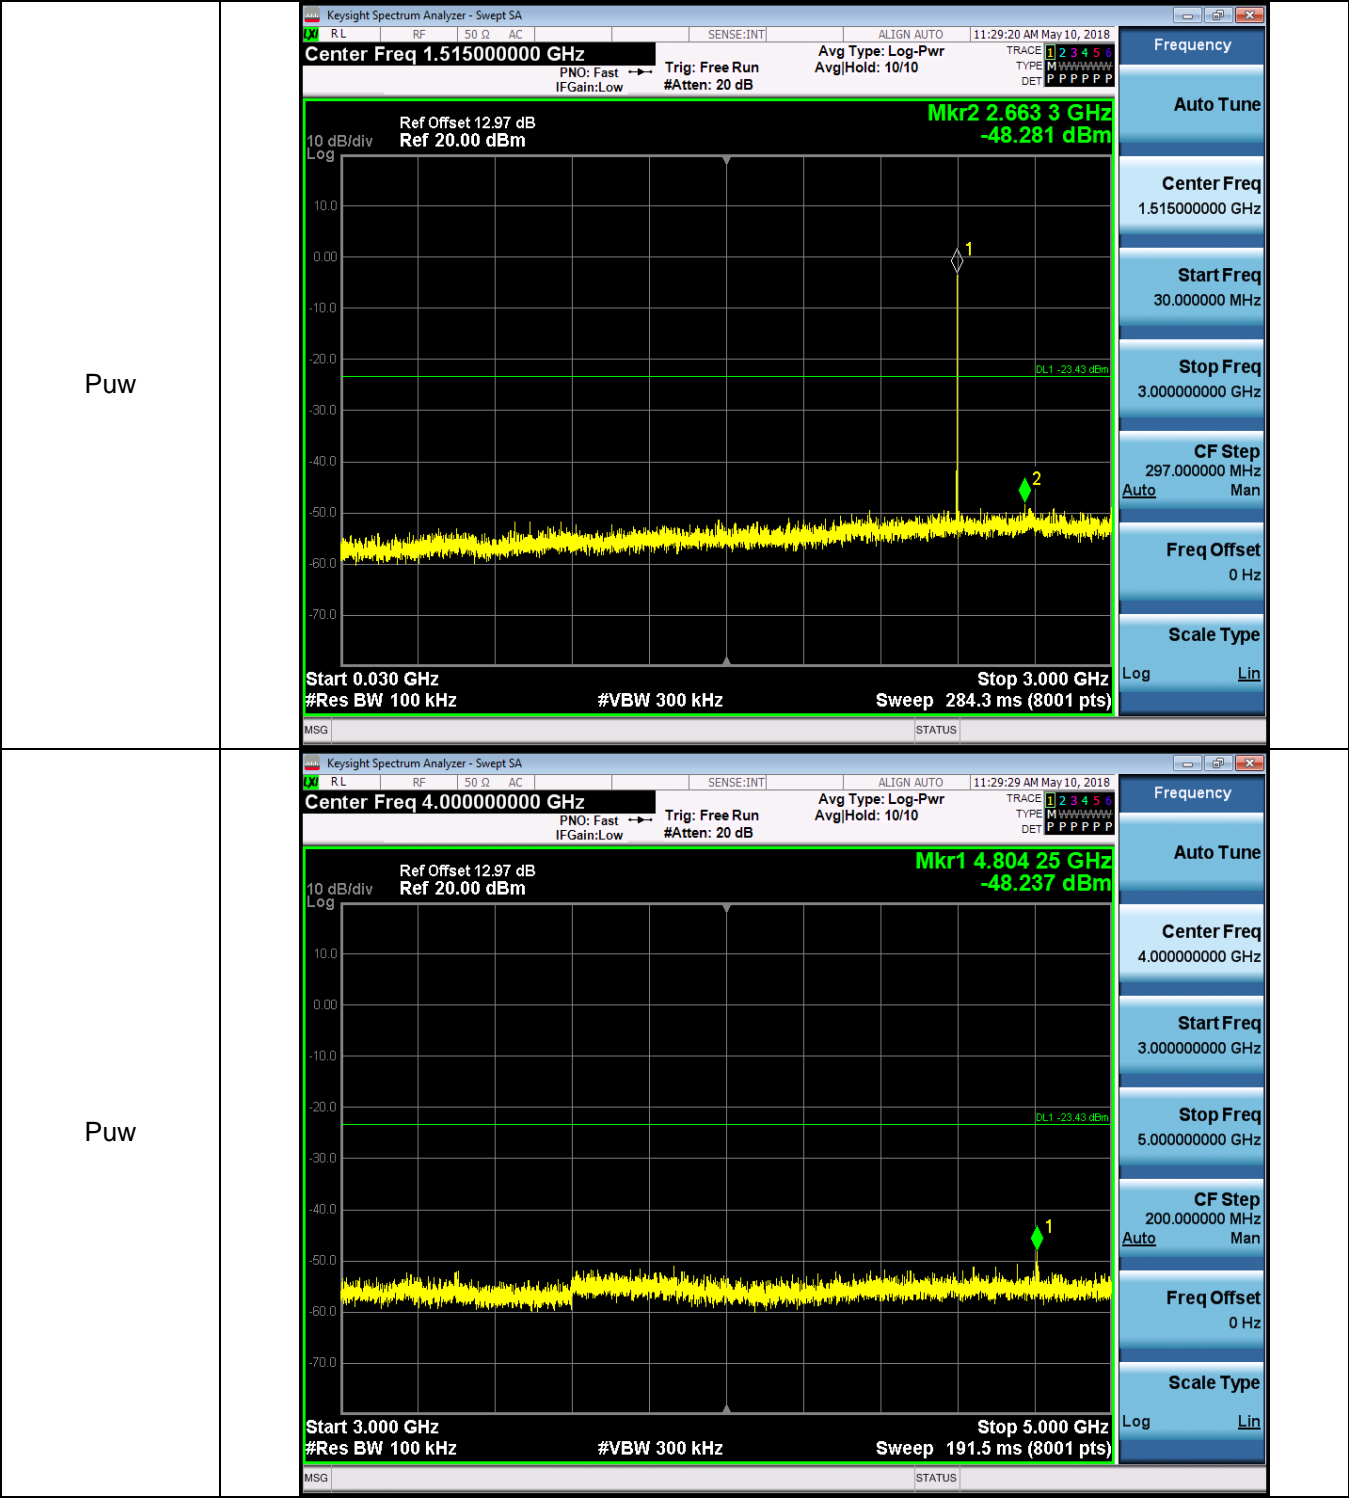 Puw
Keysight Spectrum Analyzer - Swept SA
LXI RL RF 50 Ω AC SENSE:INT ALIGN AUTO 11:29:20 AM May 10, 2018
Center Freq 1.515000000 GHz
PNO: Fast
IFGain:Low
Trig: Free Run
#Atten: 20 dB
Avg Type: Log-Pwr
Avg|Hold: 10/10
TRACE 1 2 3 4 5 6
TYPE M WWWWW
DET P P P P P P
Mkr2 2.663 3 GHz
-48.281 dBm
Ref Offset 12.97 dB
10 dB/div Ref 20.00 dBm
Log
10.0
0.00
-10.0
-20.0
-30.0
-40.0
-50.0
-60.0
-70.0
1
DL1 -23.43 dBm
2
Start 0.030 GHz Stop 3.000 GHz
#Res BW 100 kHz #VBW 300 kHz Sweep 284.3 ms (8001 pts)
MSG STATUS
Frequency
Auto Tune
Center Freq
1.515000000 GHz
Start Freq
30.000000 MHz
Stop Freq
3.000000000 GHz
CF Step
297.000000 MHz
Auto Man
Freq Offset
0 Hz
Scale Type
Log Lin
Puw
Keysight Spectrum Analyzer - Swept SA
LXI RL RF 50 Ω AC SENSE:INT ALIGN AUTO 11:29:29 AM May 10, 2018
Center Freq 4.000000000 GHz
PNO: Fast
IFGain:Low
Trig: Free Run
#Atten: 20 dB
Avg Type: Log-Pwr
Avg|Hold: 10/10
TRACE 1 2 3 4 5 6
TYPE M WWWWW
DET P P P P P P
Mkr1 4.804 25 GHz
-48.237 dBm
Ref Offset 12.97 dB
10 dB/div Ref 20.00 dBm
Log
10.0
0.00
-10.0
-20.0
-30.0
-40.0
-50.0
-60.0
-70.0
DL1 -23.43 dBm
1
Start 3.000 GHz Stop 5.000 GHz
#Res BW 100 kHz #VBW 300 kHz Sweep 191.5 ms (8001 pts)
MSG STATUS
Frequency
Auto Tune
Center Freq
4.000000000 GHz
Start Freq
3.000000000 GHz
Stop Freq
5.000000000 GHz
CF Step
200.000000 MHz
Auto Man
Freq Offset
0 Hz
Scale Type
Log Lin